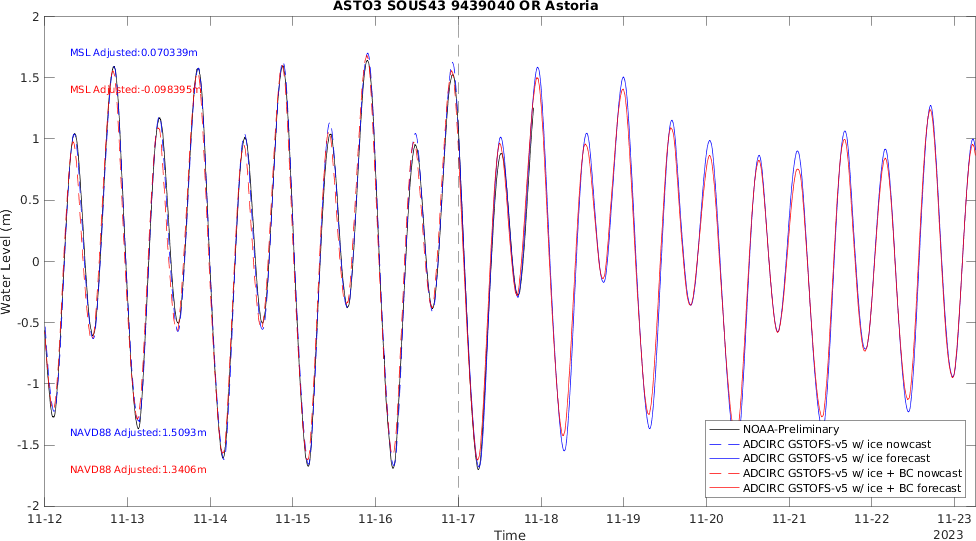 ASTO3 SOUS43 9439040 OR Astoria
2
1.5
1
0.5
0
-0.5
-1
-1.5
-2
Water Level (m)
MSL Adjusted:0.070339m
MSL Adjusted:-0.098395m
NAVD88 Adjusted:1.5093m
NAVD88 Adjusted:1.3406m
NOAA-Preliminary
ADCIRC GSTOFS-v5 w/ ice nowcast
ADCIRC GSTOFS-v5 w/ ice forecast
ADCIRC GSTOFS-v5 w/ ice + BC nowcast
ADCIRC GSTOFS-v5 w/ ice + BC forecast
11-12 11-13 11-14 11-15 11-16 11-17 11-18 11-19 11-20 11-21 11-22 11-23
Time
2023